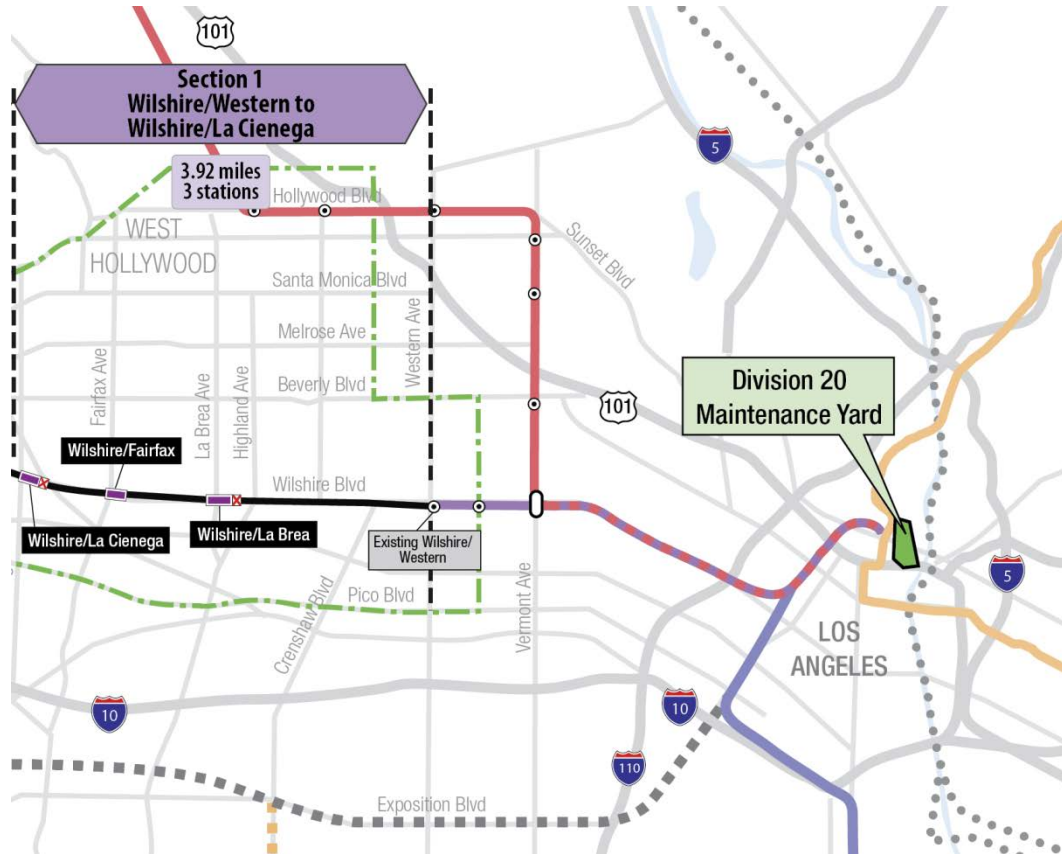 101
Section 1
Wilshire/Western to
Wilshire/La Cienega
3.92 miles
3 stations
Hollywood Blvd
WEST
HOLLYWOOD
Sunset Blvd
5
Santa Monica Blvd
Melrose Ave
Beverly Blvd
Western Ave
Fairfax Ave
La Brea Ave
Highland Ave
101
Division 20
Maintenance Yard
Wilshire/Fairfax
Wilshire Blvd
Wilshire/La Cienega
Wilshire/La Brea
Existing Wilshire/
Western
Pico Blvd
Crenshaw Blvd
Vermont Ave
5
LOS
ANGELES
10
10
110
Exposition Blvd